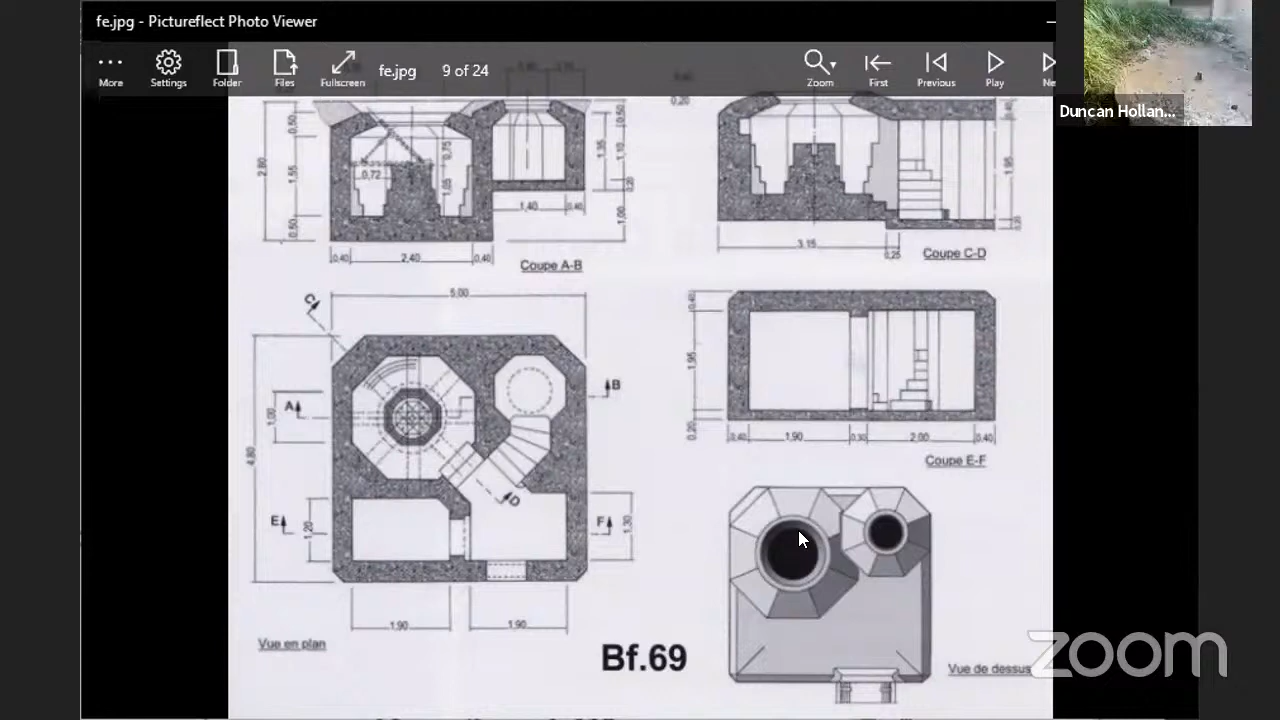 fe.jpg - Pictureflect Photo Viewer
More
Settings
Folder
Files
Fullscreen
fe.jpg
9 of 24
Zoom
First
Previous
Play
Ne
Duncan Hollan...
0,20
0,50
2,80
1,55
0,50
0,72
0,75
1,05
0,50
1,10
1,35
0,20
1,00
1,40
0,40
0,40
2,40
0,40
Coupe A-B
1,95
3,15
0,25
Coupe C-D
C
5,00
A
B
1,00
4,80
D
E
1,20
F
1,30
1,90
1,90
Vue en plan
0,40
1,95
0,20
0,40
1,90
0,30
2,00
0,40
Coupe E-F
Bf.69
Vue de dessus
zoom